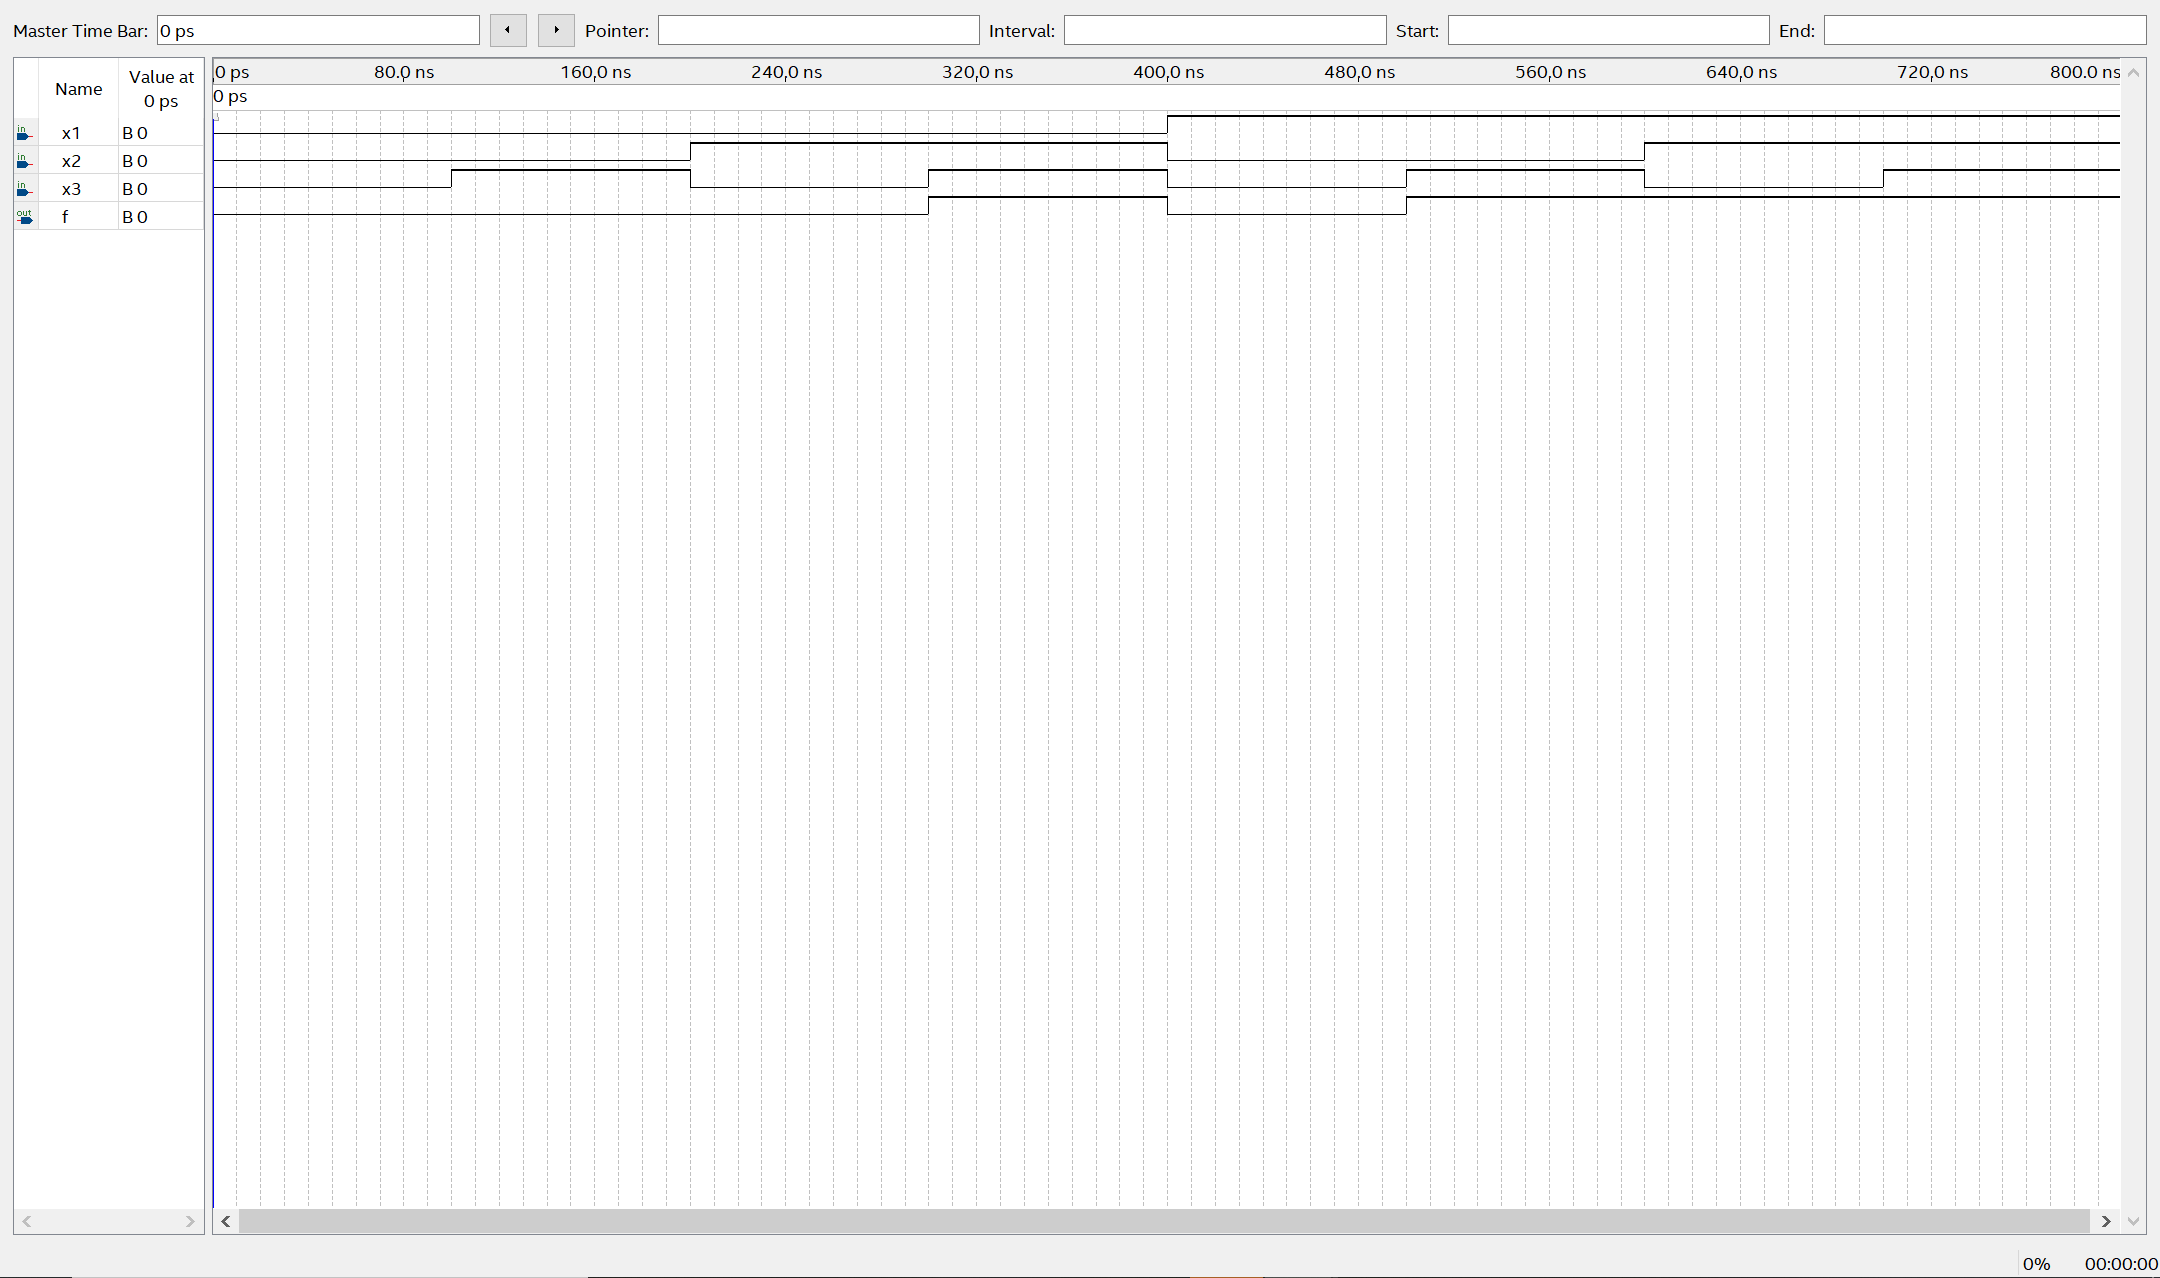 Master Time Bar: 0 ps Pointer: Interval: Start: End:
Name Value at 0 ps
0 ps 80.0 ns 160.0 ns 240.0 ns 320.0 ns 400.0 ns 480.0 ns 560.0 ns 640.0 ns 720.0 ns 800.0 ns
0 ps
in x1 B 0
in x2 B 0
in x3 B 0
out f B 0
0% 00:00:00